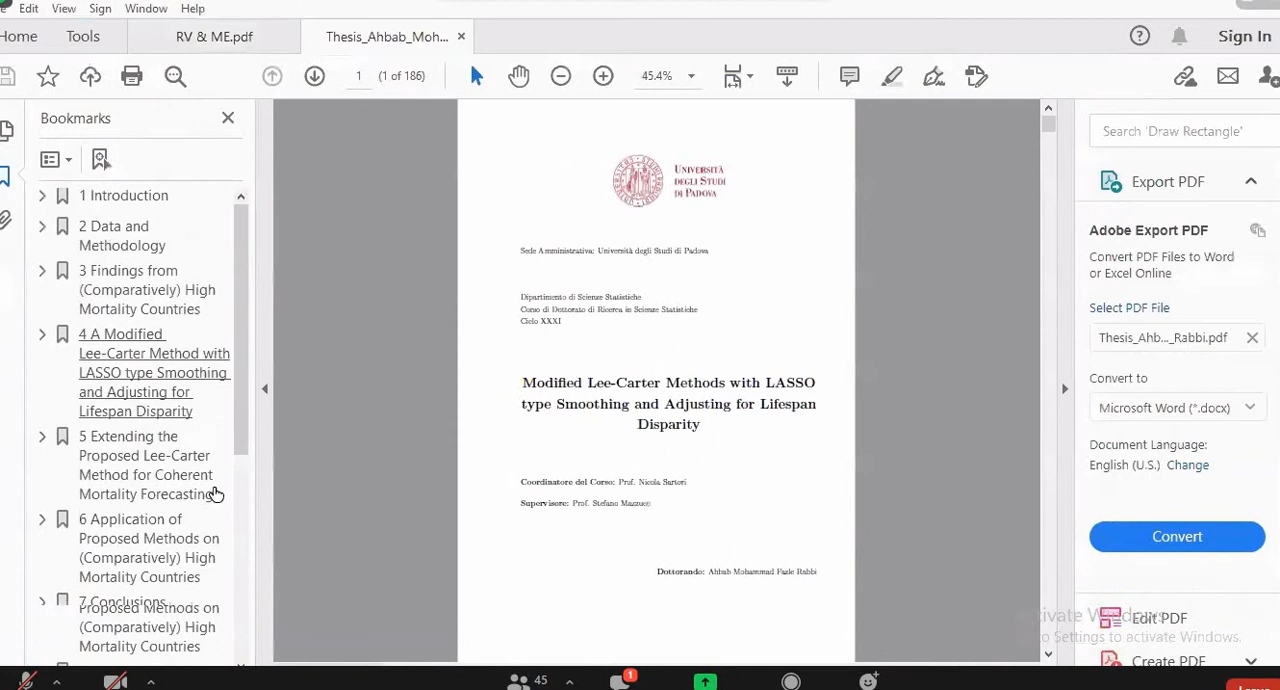 Edit View Sign Window Help
Home Tools RV & ME.pdf Thesis_Ahbab_Moh... ×
1 (1 of 186) 45.4% Sign In
Bookmarks
1 Introduction
2 Data and
Methodology
3 Findings from
(Comparatively) High
Mortality Countries
4 A Modified
Lee-Carter Method with
LASSO type Smoothing
and Adjusting for
Lifespan Disparity
5 Extending the
Proposed Lee-Carter
Method for Coherent
Mortality Forecasting
6 Application of
Proposed Methods on
(Comparatively) High
Mortality Countries
7 Conclusions
Proposed Methods on
(Comparatively) High
Mortality Countries
UNIVERSITÀ
DEGLI STUDI
DI PADOVA
Sede Amministrativa: Università degli Studi di Padova
Dipartimento di Scienze Statistiche
Corso di Dottorato di Ricerca in Scienze Statistiche
Ciclo XXXI
Modified Lee-Carter Methods with LASSO
type Smoothing and Adjusting for Lifespan
Disparity
Coordinatore del Corso: Prof. Nicola Sartori
Supervisore: Prof. Stefano Mazzuco
Dottorando: Ahbab Mohammad Fazle Rabbi
Search 'Draw Rectangle'
Export PDF
Adobe Export PDF
Convert PDF Files to Word
or Excel Online
Select PDF File
Thesis_Ahb..._Rabbi.pdf
Convert to
Microsoft Word (*.docx)
Document Language:
English (U.S.) Change
Convert
Edit PDF
to Settings to activate Windows.
Create PDF
45 1